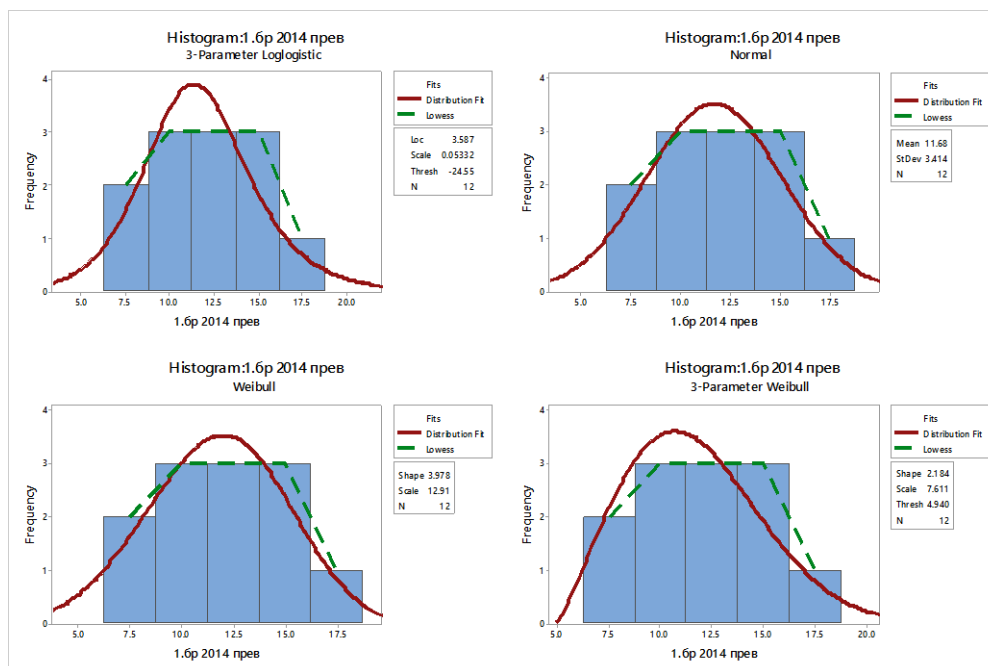 Histogram:1.бр 2014 прев
3-Parameter Loglogistic
Frequency
4
3
2
1
0
5.0 7.5 10.0 12.5 15.0 17.5 20.0
1.бр 2014 прев
Fits
Distribution Fit
Lowess
Loc 3.587
Scale 0.05332
Thresh -24.55
N 12
Histogram:1.бр 2014 прев
Normal
Frequency
4
3
2
1
0
5.0 7.5 10.0 12.5 15.0 17.5
1.бр 2014 прев
Fits
Distribution Fit
Lowess
Mean 11.68
StDev 3.414
N 12
Histogram:1.бр 2014 прев
Weibull
Frequency
4
3
2
1
0
5.0 7.5 10.0 12.5 15.0 17.5
1.бр 2014 прев
Fits
Distribution Fit
Lowess
Shape 3.978
Scale 12.91
N 12
Histogram:1.бр 2014 прев
3-Parameter Weibull
Frequency
4
3
2
1
0
5.0 7.5 10.0 12.5 15.0 17.5 20.0
1.бр 2014 прев
Fits
Distribution Fit
Lowess
Shape 2.184
Scale 7.611
Thresh 4.940
N 12